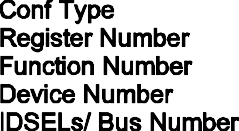 Conf Type
Register Number
Function Number
Device Number
IDSELs/ Bus Number